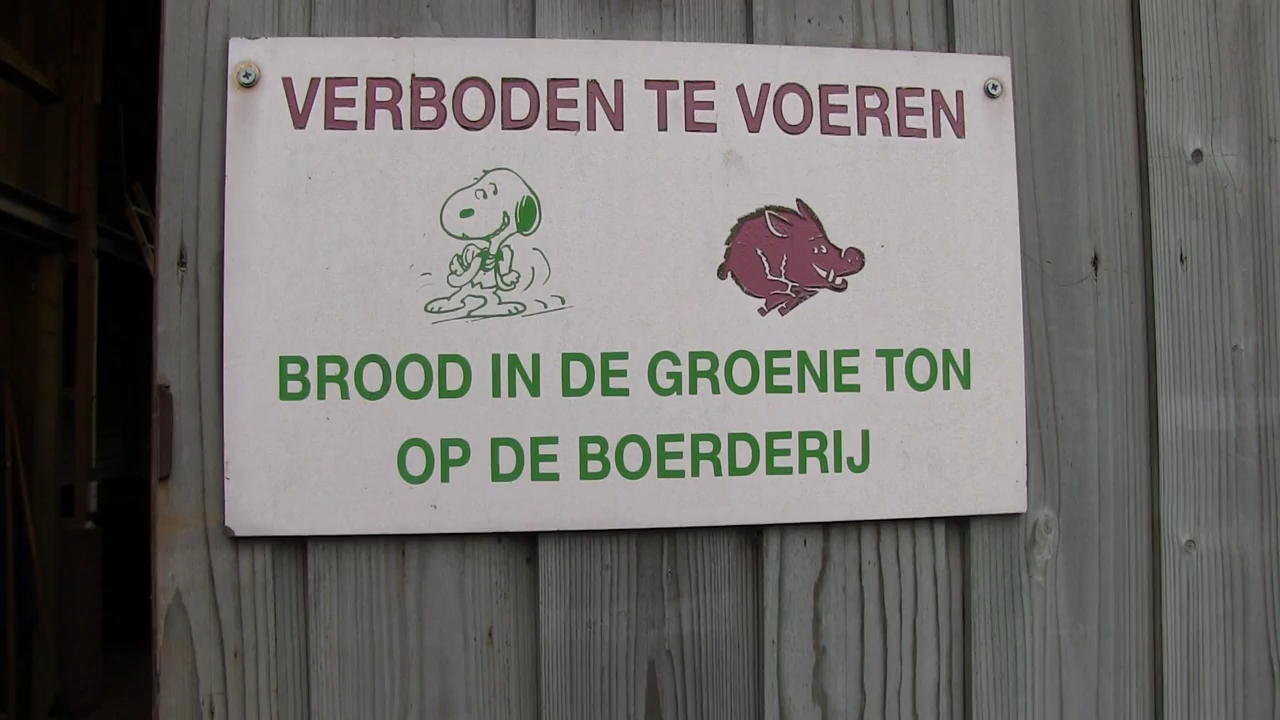 VERBODEN TE VOEREN
BROOD IN DE GROENE TON
OP DE BOERDERIJ